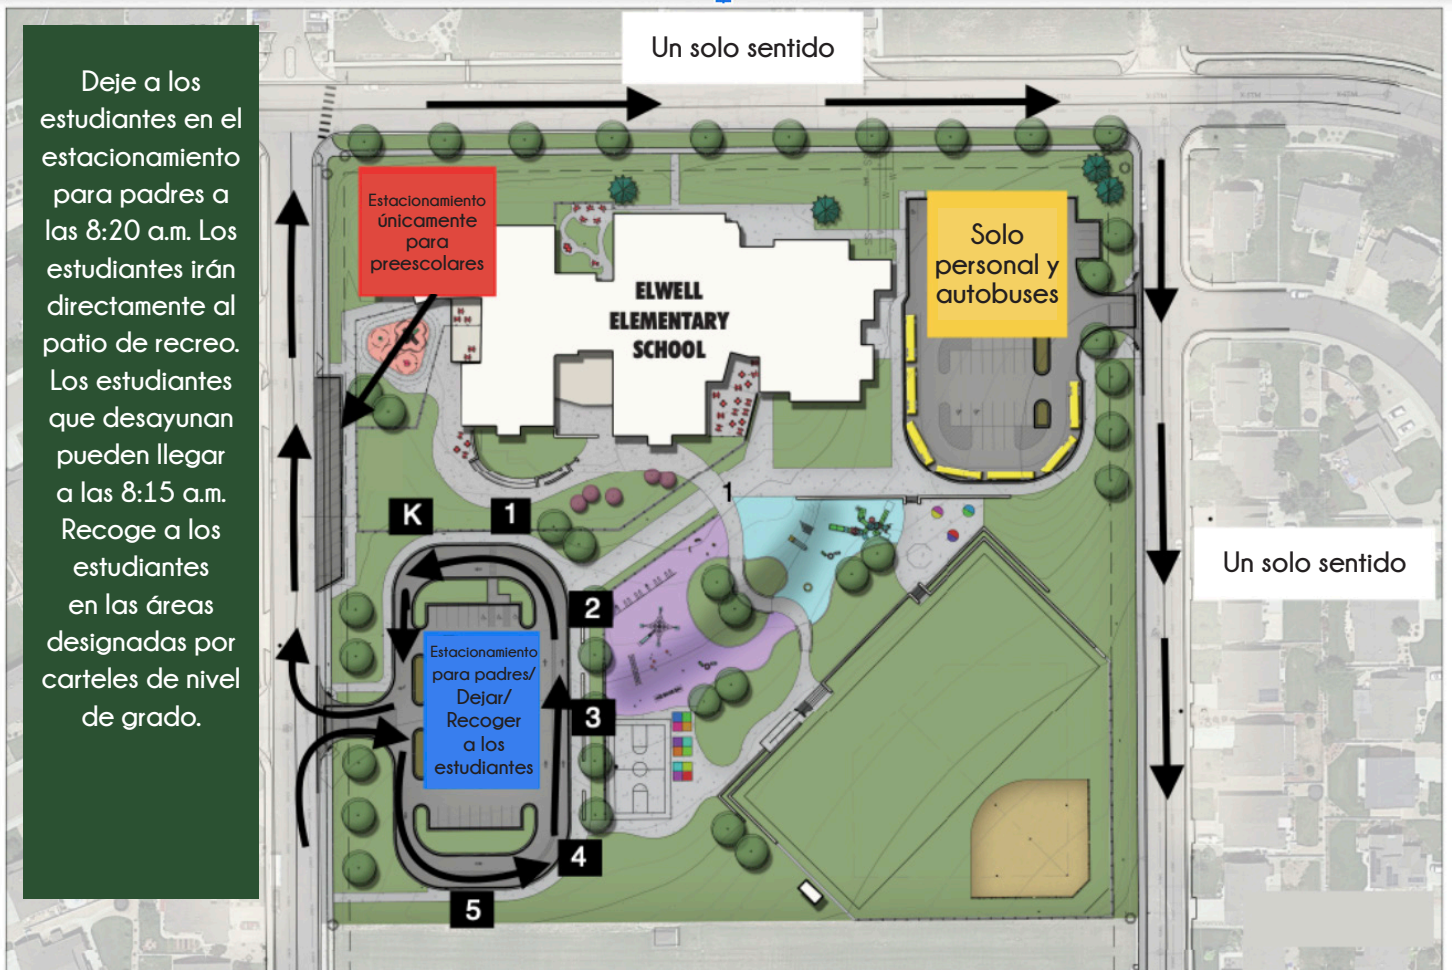 Un solo sentido
Deje a los
estudiantes en el
estacionamiento
para padres a
las 8:20 a.m. Los
estudiantes irán
directamente al
patio de recreo.
Los estudiantes
que desayunan
pueden llegar
a las 8:15 a.m.
Recoge a los
estudiantes
en las áreas
designadas por
carteles de nivel
de grado.
Estacionamiento
únicamente
para
preescolares
Solo
personal y
autobuses
ELWELL
ELEMENTARY
SCHOOL
1
K
1
Un solo sentido
2
Estacionamiento
para padres/
Dejar/
Recoger
a los
estudiantes
3
4
5